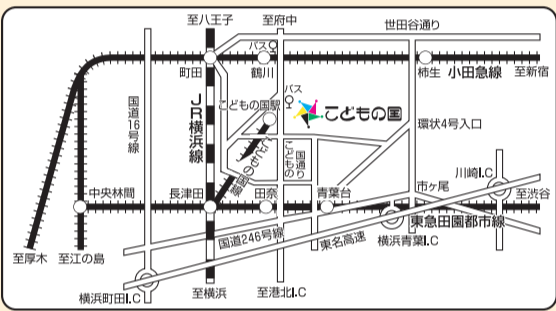 至八王子
至府中
世田谷通り
バス
町田
鶴川
柿生
小田急線
至新宿
国道16号線
JR横浜線
こどもの国駅
バス
こどもの国
こどもの国線
こどもの国通り
環状4号入口
川崎I.C
中央林間
長津田
田奈
青葉台
市ヶ尾
至渋谷
東急田園都市線
国道246号線
東名高速
横浜青葉I.C
至厚木
至江の島
横浜町田I.C
至横浜
至港北I.C